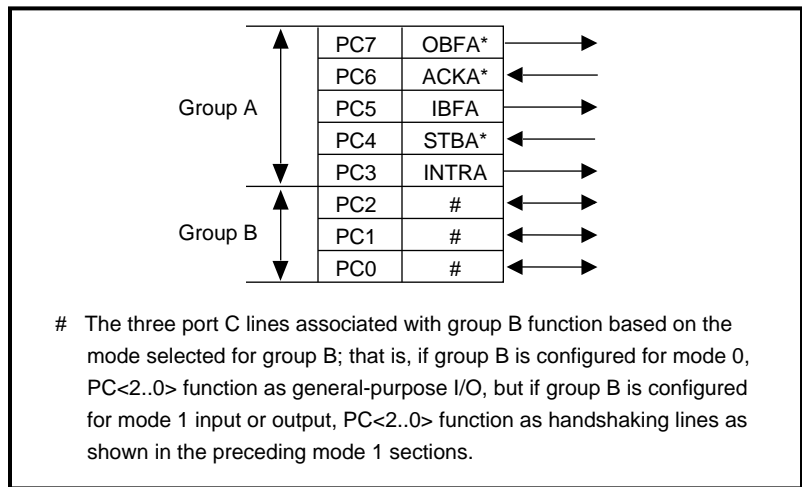 PC7 OBFA*
PC6 ACKA*
Group A PC5 IBFA
PC4 STBA*
PC3 INTRA
PC2 #
Group B PC1 #
PC0 #
# The three port C lines associated with group B function based on the
mode selected for group B; that is, if group B is configured for mode 0,
PC<2..0> function as general-purpose I/O, but if group B is configured
for mode 1 input or output, PC<2..0> function as handshaking lines as
shown in the preceding mode 1 sections.